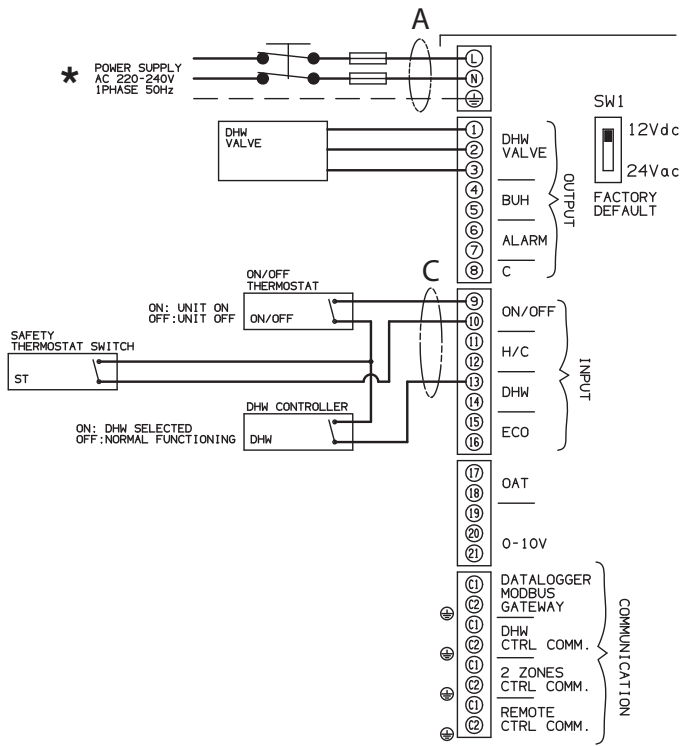 A
*
POWER SUPPLY
AC 220-240V
1PHASE 50Hz
L
N
SW1
12Vdc
24Vac
FACTORY
DEFAULT
DHW
VALVE
1
2
3
4
5
6
7
8
DHW
VALVE
BUH
ALARM
C
OUTPUT
ON/OFF
THERMOSTAT
ON/OFF
ON: UNIT ON
OFF:UNIT OFF
C
SAFETY
THERMOSTAT SWITCH
ST
DHW CONTROLLER
DHW
ON: DHW SELECTED
OFF:NORMAL FUNCTIONING
9
10
11
12
13
14
15
16
ON/OFF
H/C
DHW
ECO
INPUT
17
18
19
20
21
OAT
0-10V
C1
C2
C1
C2
C1
C2
C1
C2
DATALOGGER
MODBUS
GATEWAY
DHW
CTRL COMM.
2 ZONES
CTRL COMM.
REMOTE
CTRL COMM.
COMMUNICATION